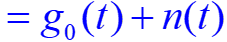 = g₀(t) + n(t)